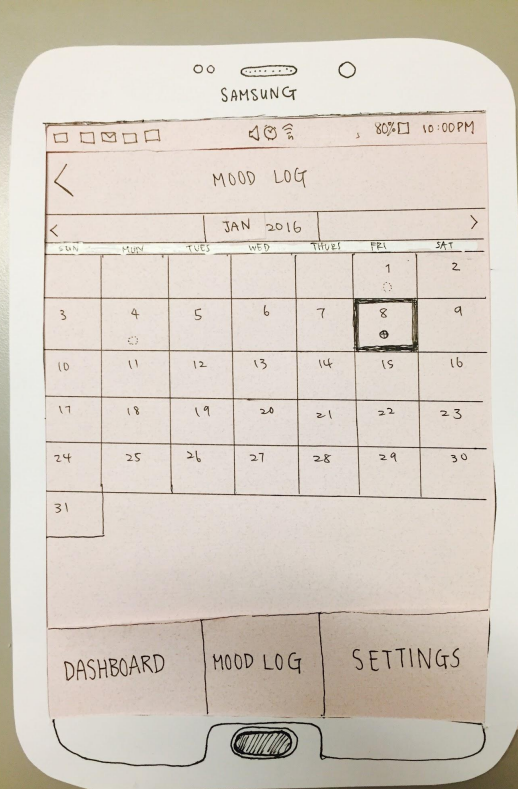 SAMSUNG
80% 10:00PM
MOOD LOG
< JAN 2016 >
SUN MON TUES WED THURS FRI SAT
1 2
3 4 5 6 7 8 9
10 11 12 13 14 15 16
17 18 19 20 21 22 23
24 25 26 27 28 29 30
31
DASHBOARD MOOD LOG SETTINGS